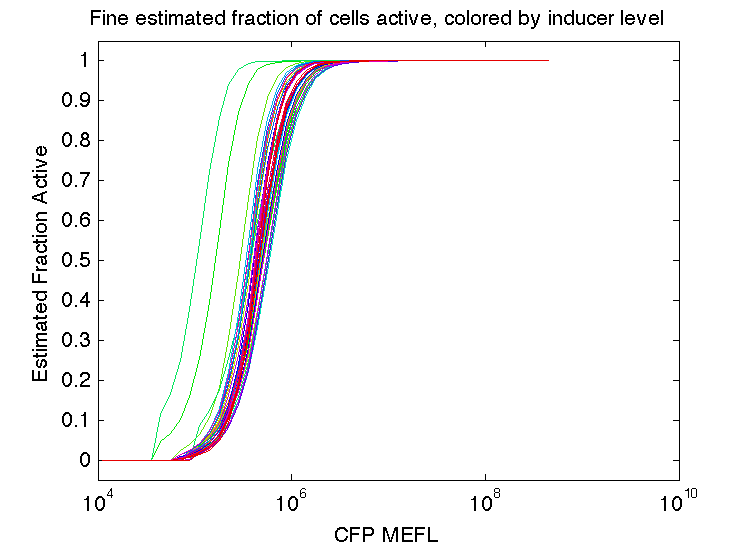 Fine estimated fraction of cells active, colored by inducer level
1
0.9
0.8
0.7
0.6
0.5
0.4
0.3
0.2
0.1
0
Estimated Fraction Active
10^4 10^6 10^8 10^10
CFP MEFL